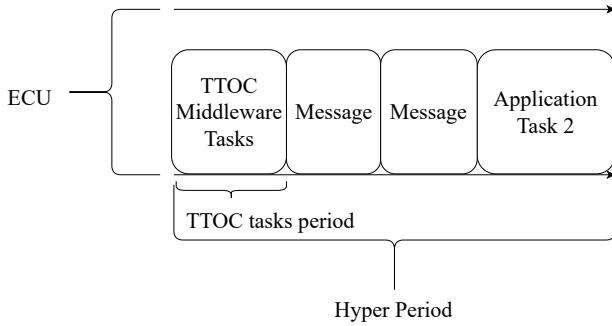 ECU
TTOC
Middleware
Tasks
Message
Message
Application
Task 2
TTOC tasks period
Hyper Period